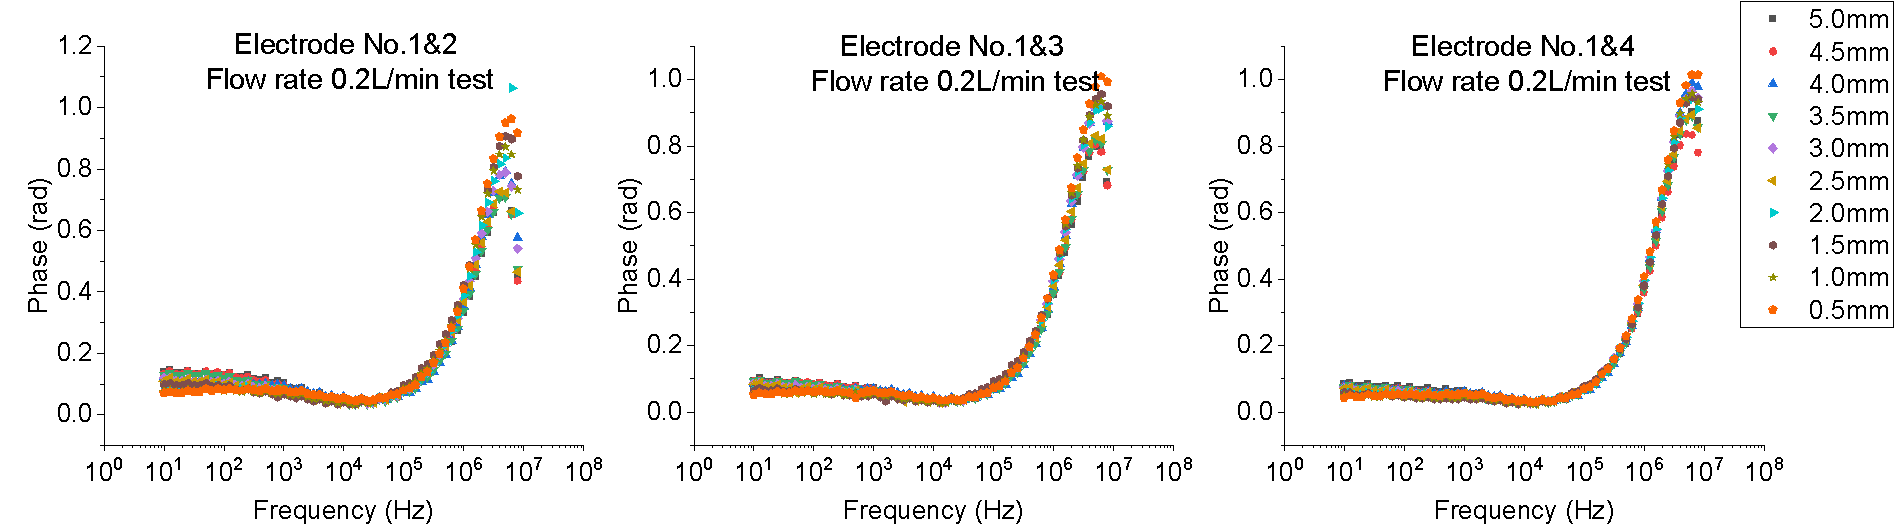 Electrode No.1&2
Flow rate 0.2L/min test
1.2
1.0
0.8
0.6
0.4
0.2
0.0
Phase (rad)
10^0 10^1 10^2 10^3 10^4 10^5 10^6 10^7 10^8
Frequency (Hz)
Electrode No.1&3
Flow rate 0.2L/min test
1.0
0.8
0.6
0.4
0.2
0.0
Phase (rad)
10^0 10^1 10^2 10^3 10^4 10^5 10^6 10^7 10^8
Frequency (Hz)
Electrode No.1&4
Flow rate 0.2L/min test
1.0
0.8
0.6
0.4
0.2
0.0
Phase (rad)
10^0 10^1 10^2 10^3 10^4 10^5 10^6 10^7 10^8
Frequency (Hz)
5.0mm
4.5mm
4.0mm
3.5mm
3.0mm
2.5mm
2.0mm
1.5mm
1.0mm
0.5mm